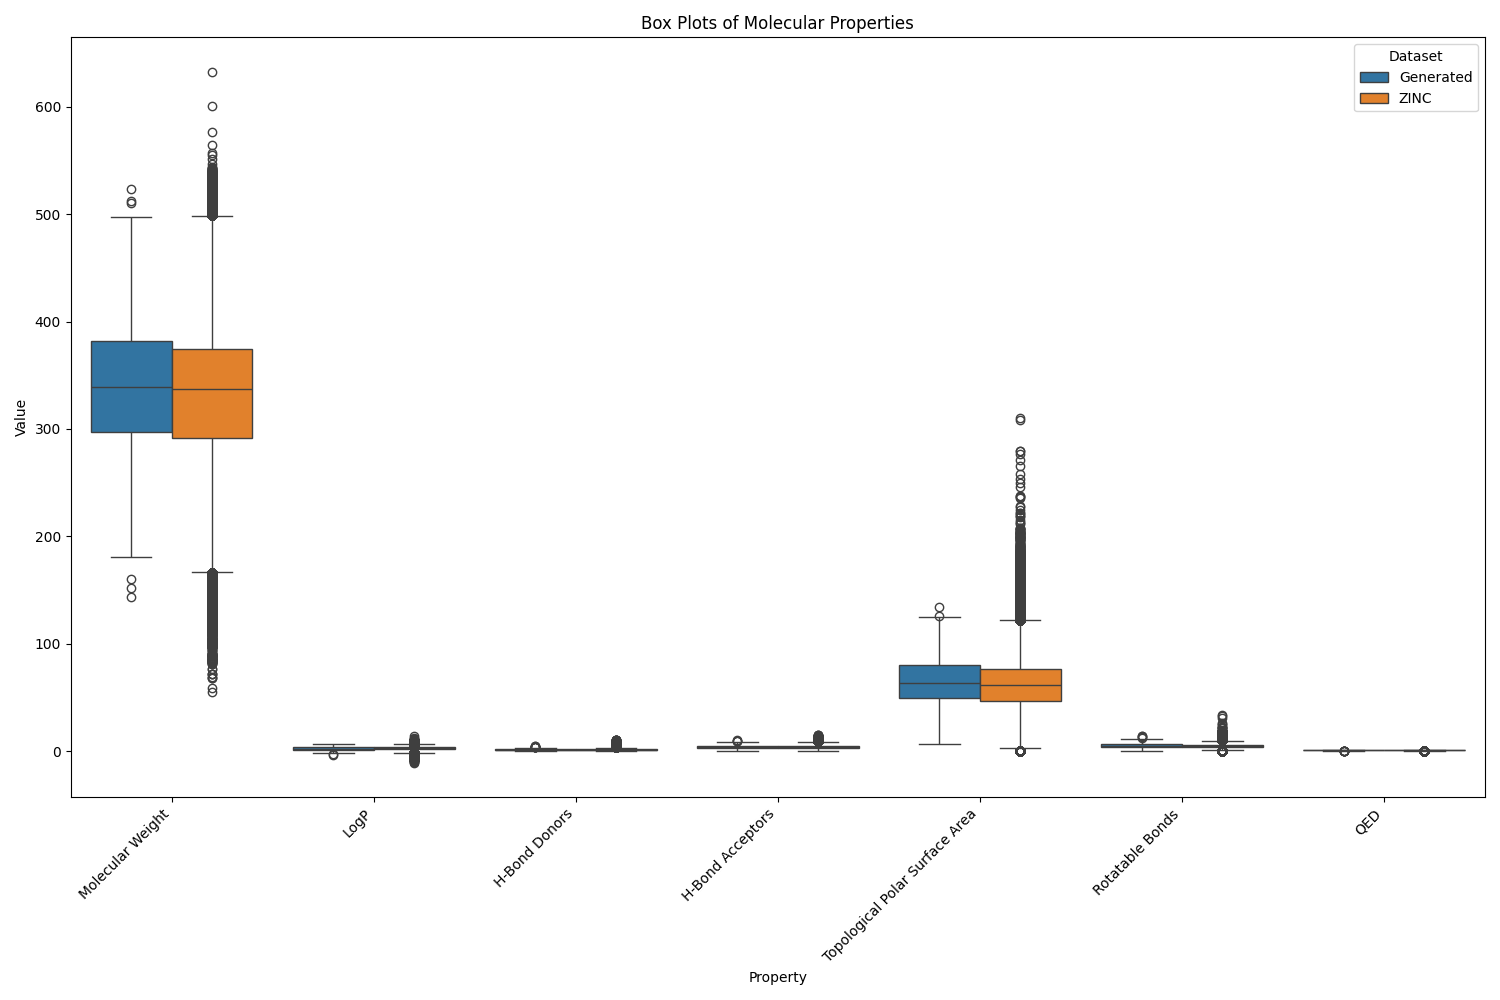 Box Plots of Molecular Properties
Dataset
Generated
ZINC
Value
600
500
400
300
200
100
0
Molecular Weight
LogP
H-Bond Donors
H-Bond Acceptors
Topological Polar Surface Area
Rotatable Bonds
QED
Property